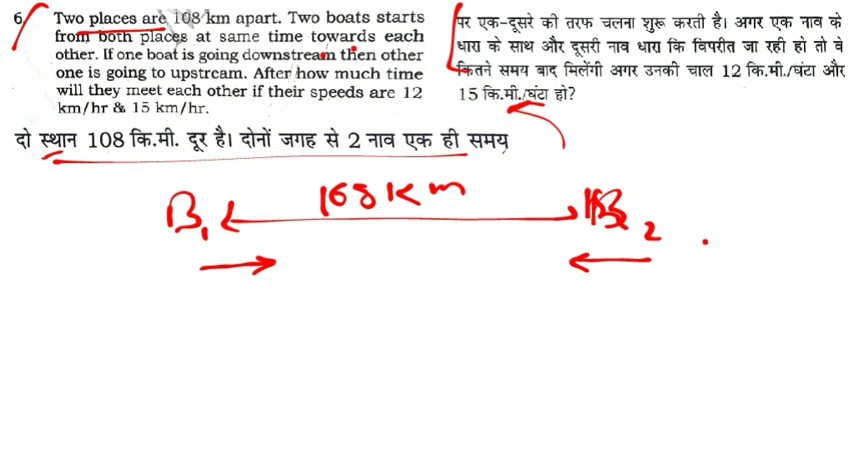 6. Two places are 108 km apart. Two boats starts
from both places at same time towards each
other. If one boat is going downstream then other
one is going to upstream. After how much time
will they meet each other if their speeds are 12
km/hr & 15 km/hr.
दो स्थान 108 कि.मी. दूर है। दोनों जगह से 2 नाव एक ही समय
पर एक-दूसरे की तरफ चलना शुरू करती है। अगर एक नाव के
धारा के साथ और दूसरी नाव धारा कि विपरीत जा रही हो तो वे
कितने समय बाद मिलेंगी अगर उनकी चाल 12 कि.मी./घंटा और
15 कि.मी./घंटा हो?
108 km
B1 B2